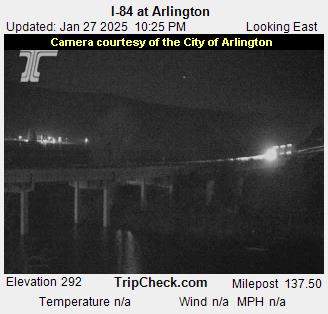 I-84 at Arlington
Updated: Jan 27 2025 10:25 PM Looking East
Camera courtesy of the City of Arlington
Elevation 292 TripCheck.com Milepost 137.50
Temperature n/a Wind n/a MPH n/a